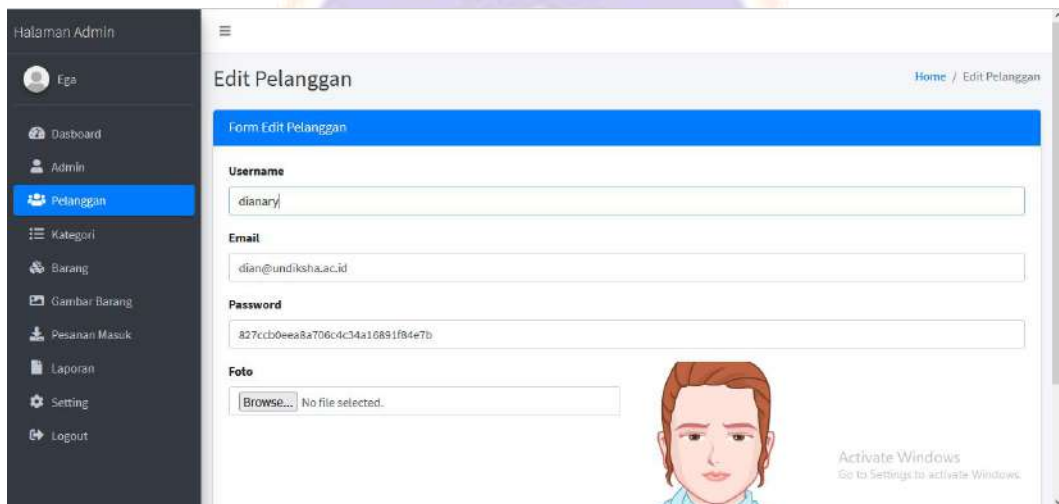 Halaman Admin
Ega
Dasboard
Admin
Pelanggan
Kategori
Barang
Gambar Barang
Pesanan Masuk
Laporan
Setting
Logout
Edit Pelanggan
Home / Edit Pelanggan
Form Edit Pelanggan
Username
dianary
Email
dian@undiksha.ac.id
Password
827ccb0eea8a706c4c34a16891f84e7b
Foto
Browse... No file selected.
Activate Windows
Go to Settings to activate Windows.